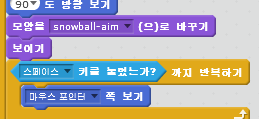 90 도 방향 보기
모양을 snowball-aim (으)로 바꾸기
보이기
스페이스 키를 눌렀는가? 까지 반복하기
마우스 포인터 쪽 보기